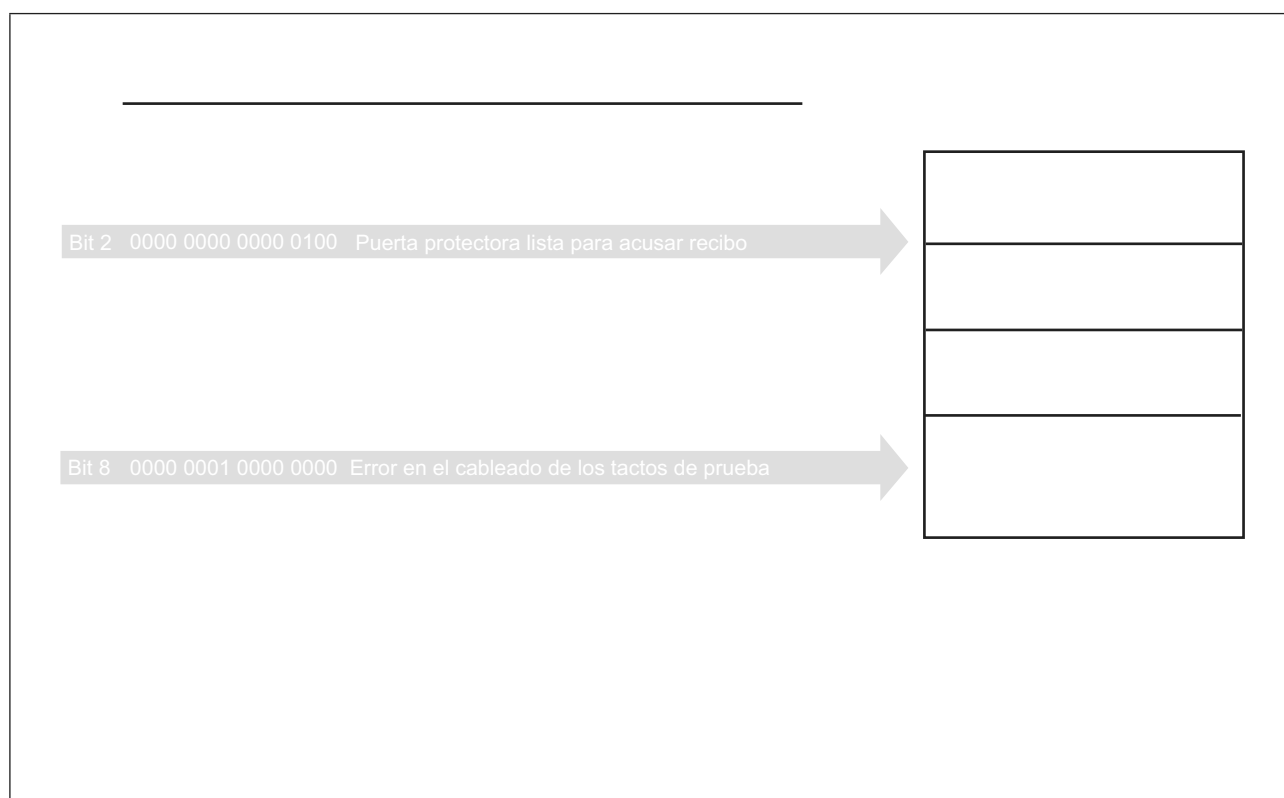 Bit 2 0000 0000 0000 0100 Puerta protectora lista para acusar recibo
Bit 8 0000 0001 0000 0000 Error en el cableado de los tactos de prueba